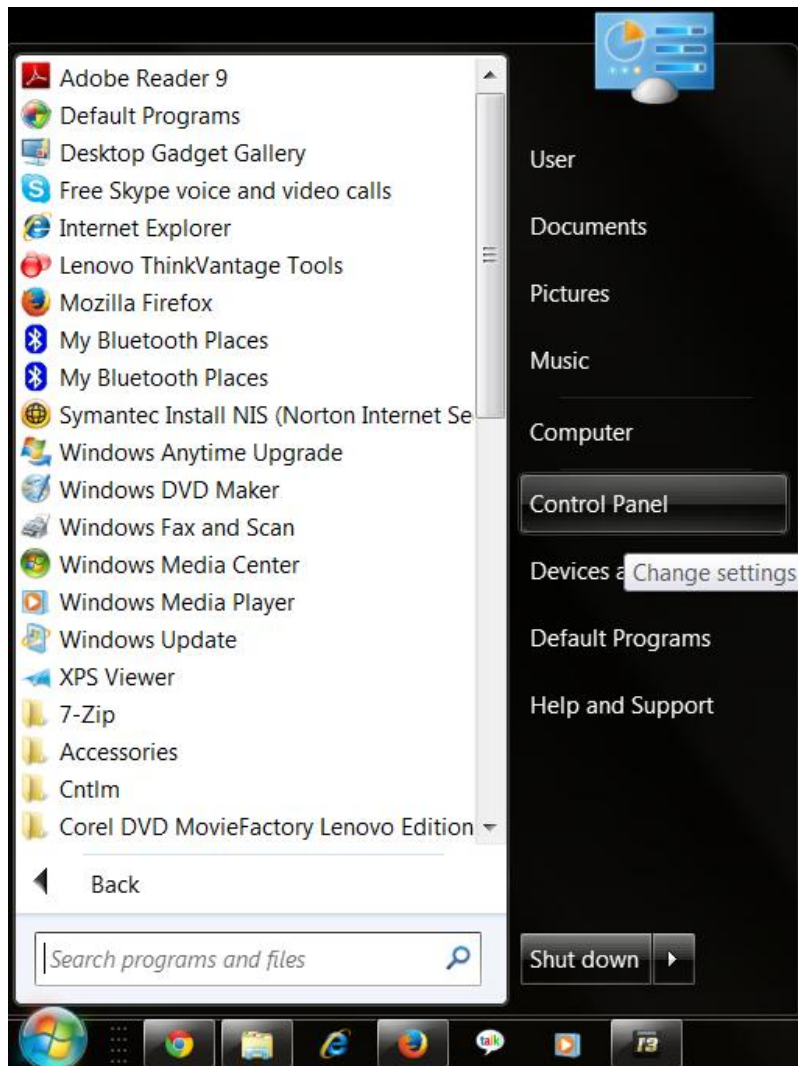 Adobe Reader 9
Default Programs
Desktop Gadget Gallery
Free Skype voice and video calls
Internet Explorer
Lenovo ThinkVantage Tools
Mozilla Firefox
My Bluetooth Places
My Bluetooth Places
Symantec Install NIS (Norton Internet Se
Windows Anytime Upgrade
Windows DVD Maker
Windows Fax and Scan
Windows Media Center
Windows Media Player
Windows Update
XPS Viewer
7-Zip
Accessories
Cntlm
Corel DVD MovieFactory Lenovo Edition
Back
Search programs and files
User
Documents
Pictures
Music
Computer
Control Panel
Devices a
Change settings
Default Programs
Help and Support
Shut down
talk